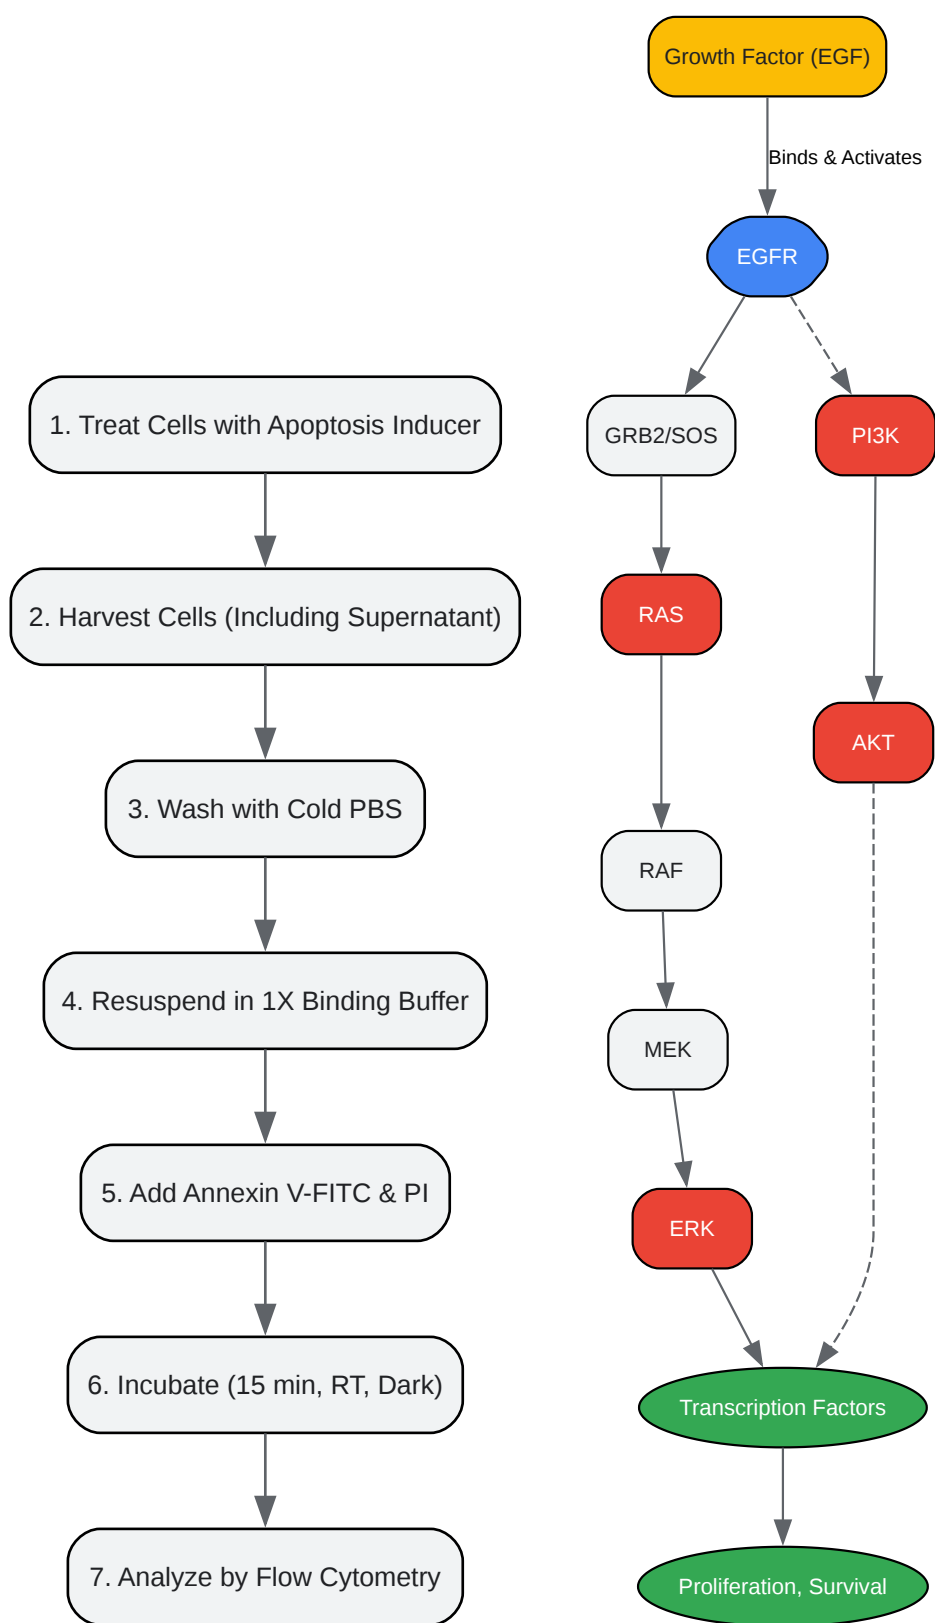 1. Treat Cells with Apoptosis Inducer
2. Harvest Cells (Including Supernatant)
3. Wash with Cold PBS
4. Resuspend in 1X Binding Buffer
5. Add Annexin V-FITC & PI
6. Incubate (15 min, RT, Dark)
7. Analyze by Flow Cytometry
Growth Factor (EGF)
Binds & Activates
EGFR
GRB2/SOS
PI3K
RAS
AKT
RAF
MEK
ERK
Transcription Factors
Proliferation, Survival